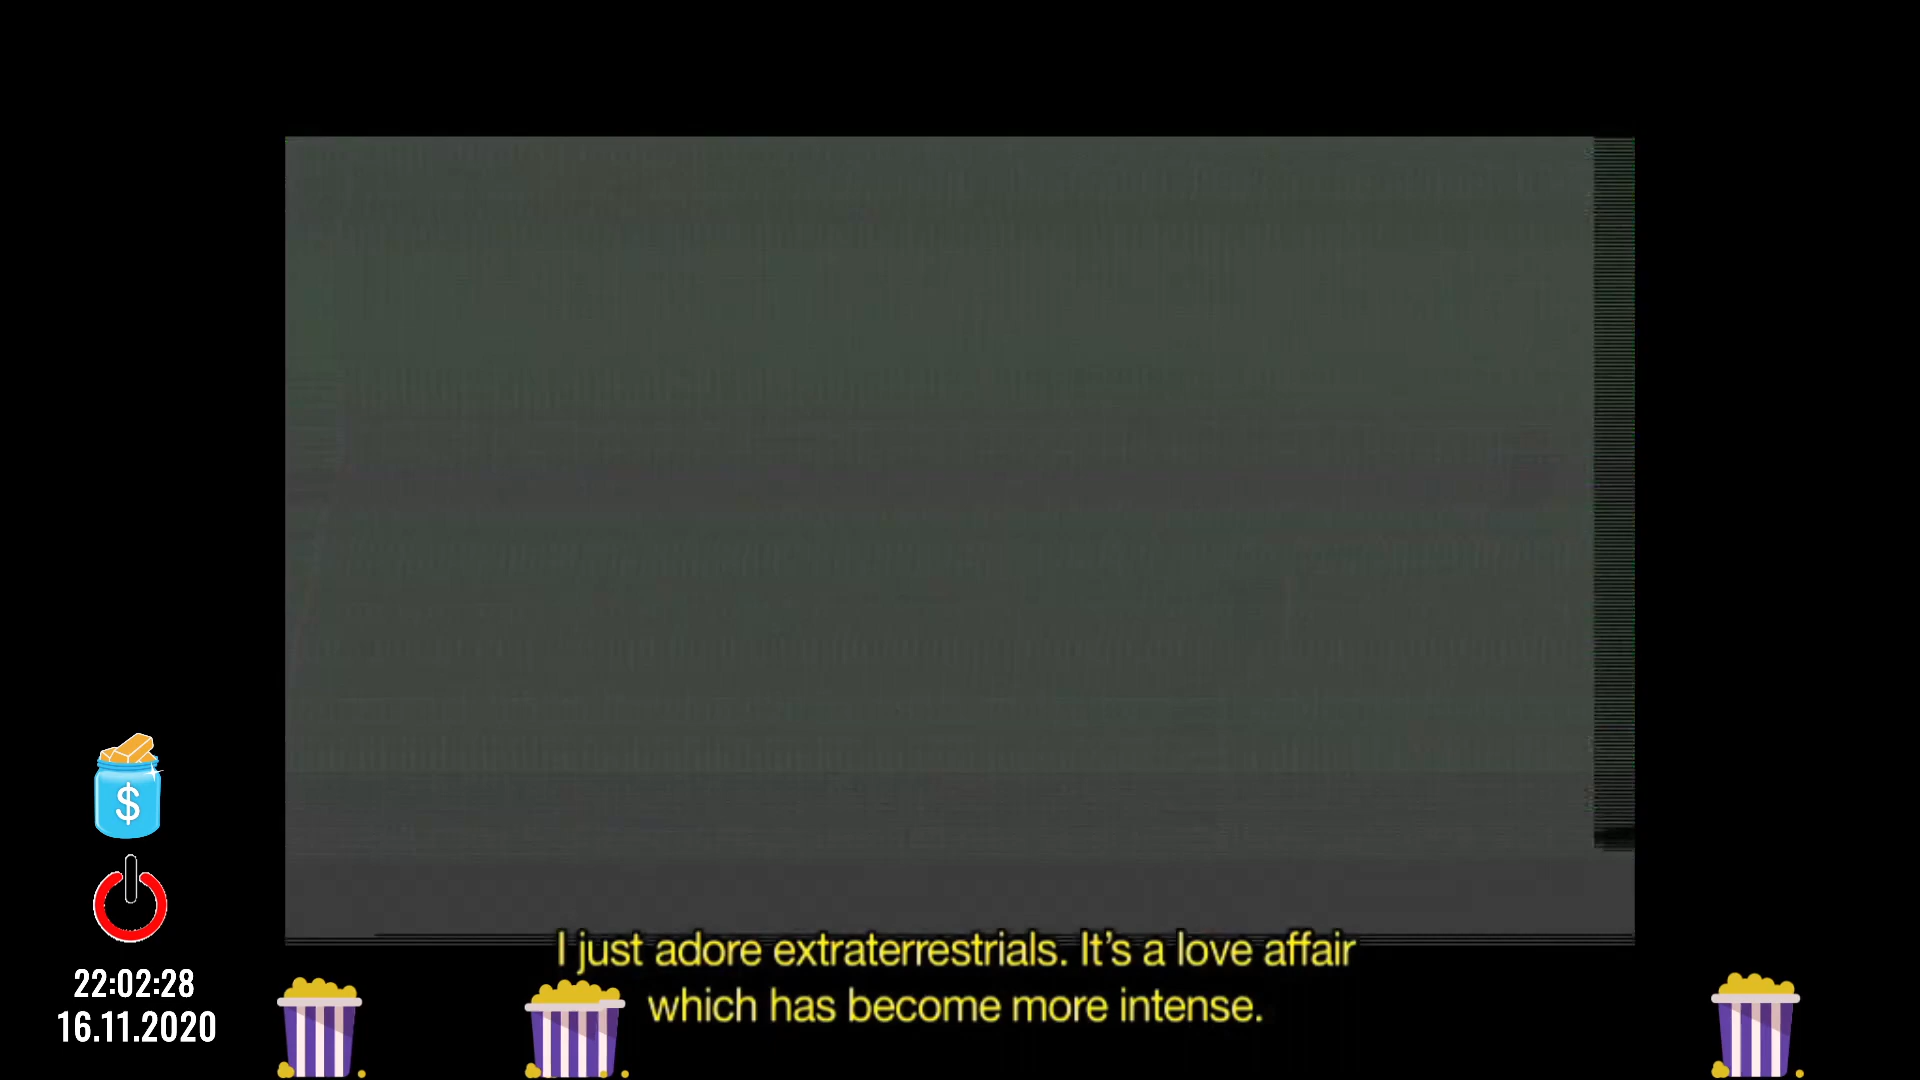 $
22:02:28
16.11.2020
I just adore extraterrestrials. It’s a love affair
which has become more intense.